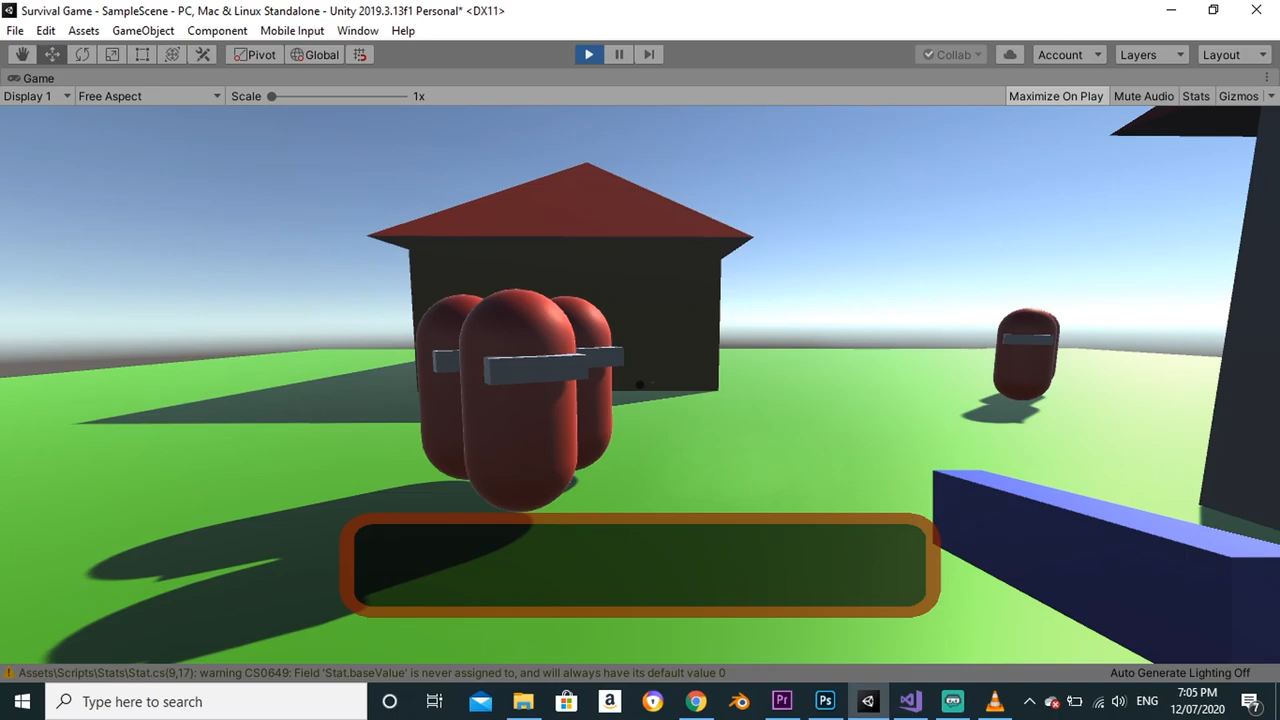 Survival Game - SampleScene - PC, Mac & Linux Standalone - Unity 2019.3.13f1 Personal* <DX11>
File Edit Assets GameObject Component Mobile Input Window Help
Pivot Global Collab Account Layers Layout
Game
Display 1 Free Aspect Scale 1x Maximize On Play Mute Audio Stats Gizmos
Assets\Scripts\Stats\Stat.cs(9,17): warning CS0649: Field 'Stat.baseValue' is never assigned to, and will always have its default value 0 Auto Generate Lighting Off
Type here to search ENG 7:05 PM
12/07/2020